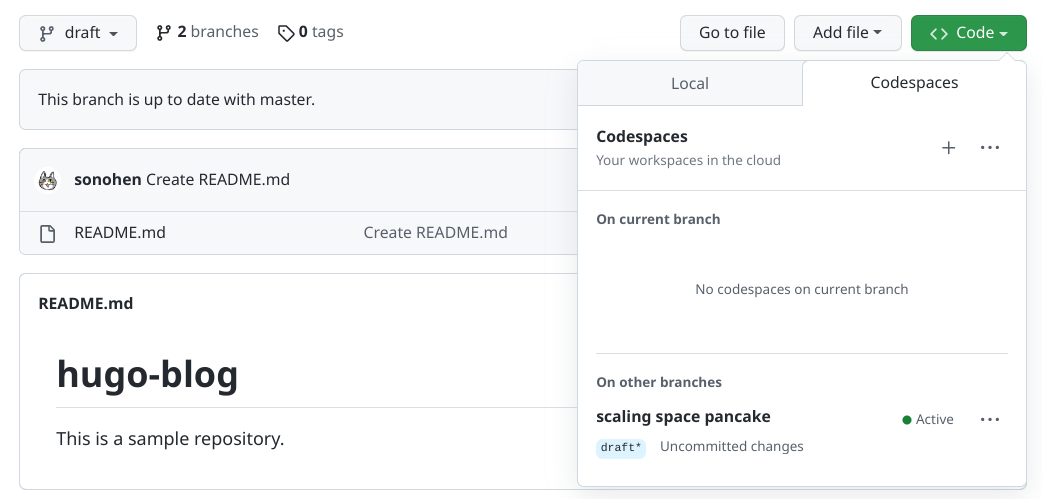 draft 2 branches 0 tags Go to file Add file Code
This branch is up to date with master.
Local Codespaces
Codespaces
Your workspaces in the cloud
sonohen Create README.md
README.md Create README.md
On current branch
No codespaces on current branch
README.md
hugo-blog
This is a sample repository.
On other branches
scaling space pancake Active
draft* Uncommitted changes